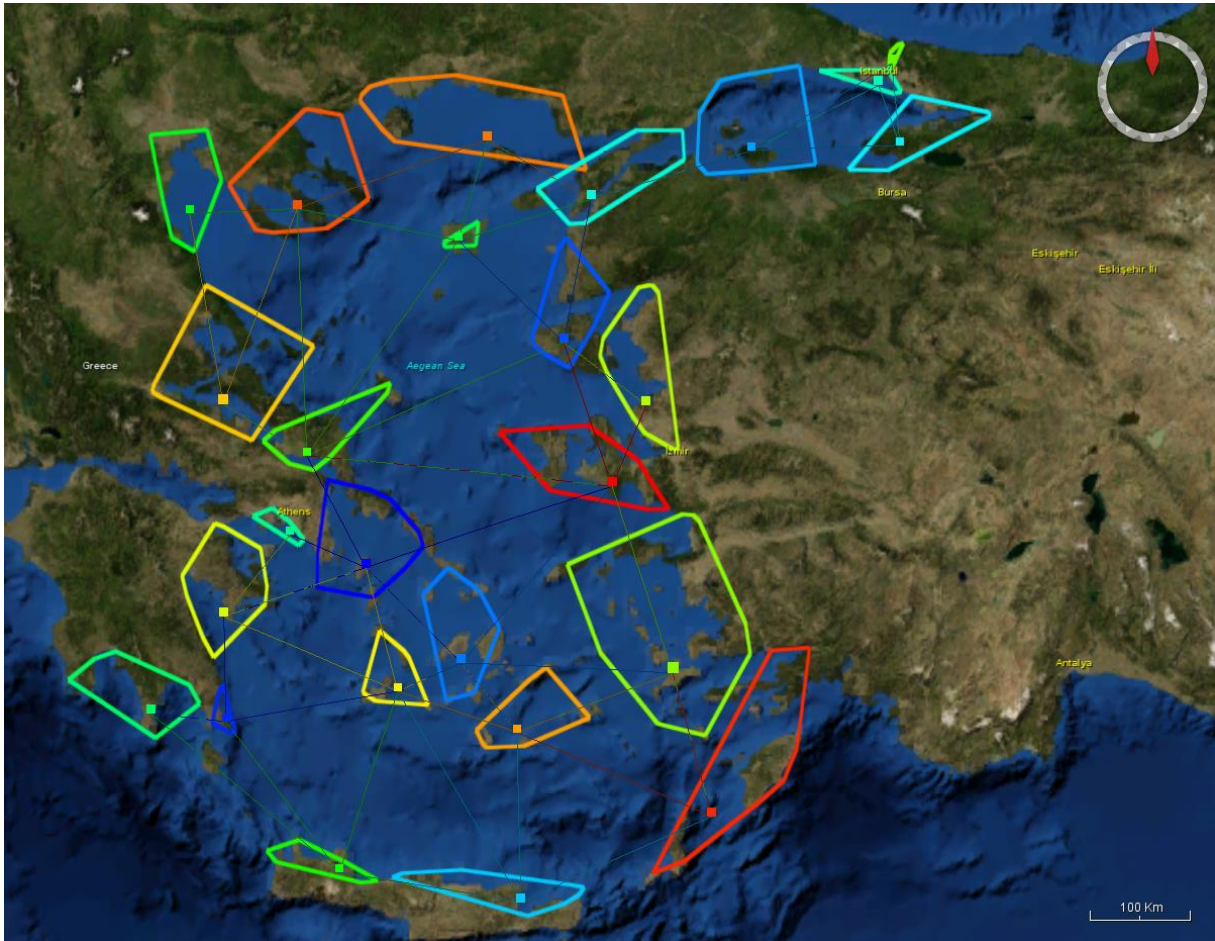 Istanbul
Bursa
Eskişehir
Eskişehir Ili
Greece
Aegean Sea
Izmir
Athens
Antalya
100 Km